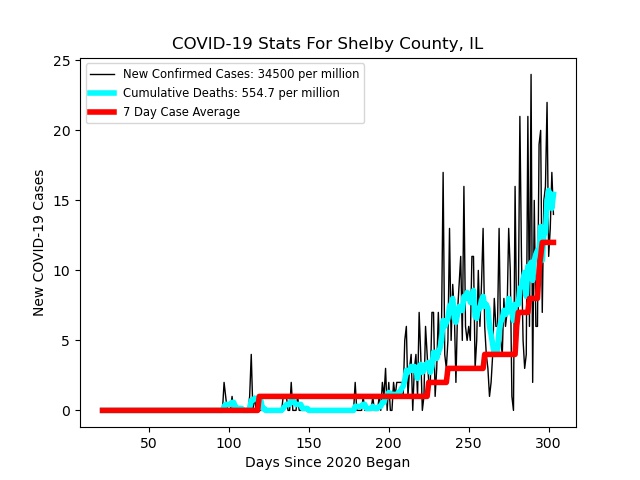 COVID-19 Stats For Shelby County, IL
New Confirmed Cases: 34500 per million
Cumulative Deaths: 554.7 per million
7 Day Case Average
25
20
15
10
5
0
New COVID-19 Cases
50 100 150 200 250 300
Days Since 2020 Began